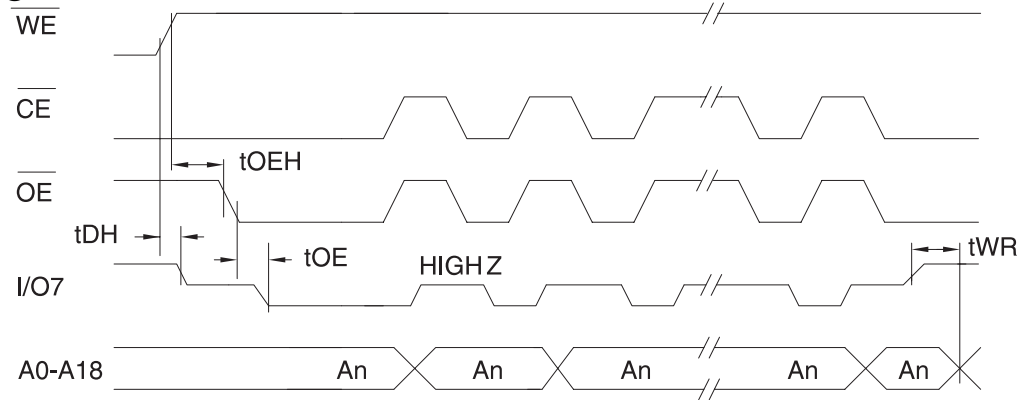 WE
CE
tOEH
OE
tDH
tOE
tWR
HIGH Z
I/O7
A0-A18 An An An An An